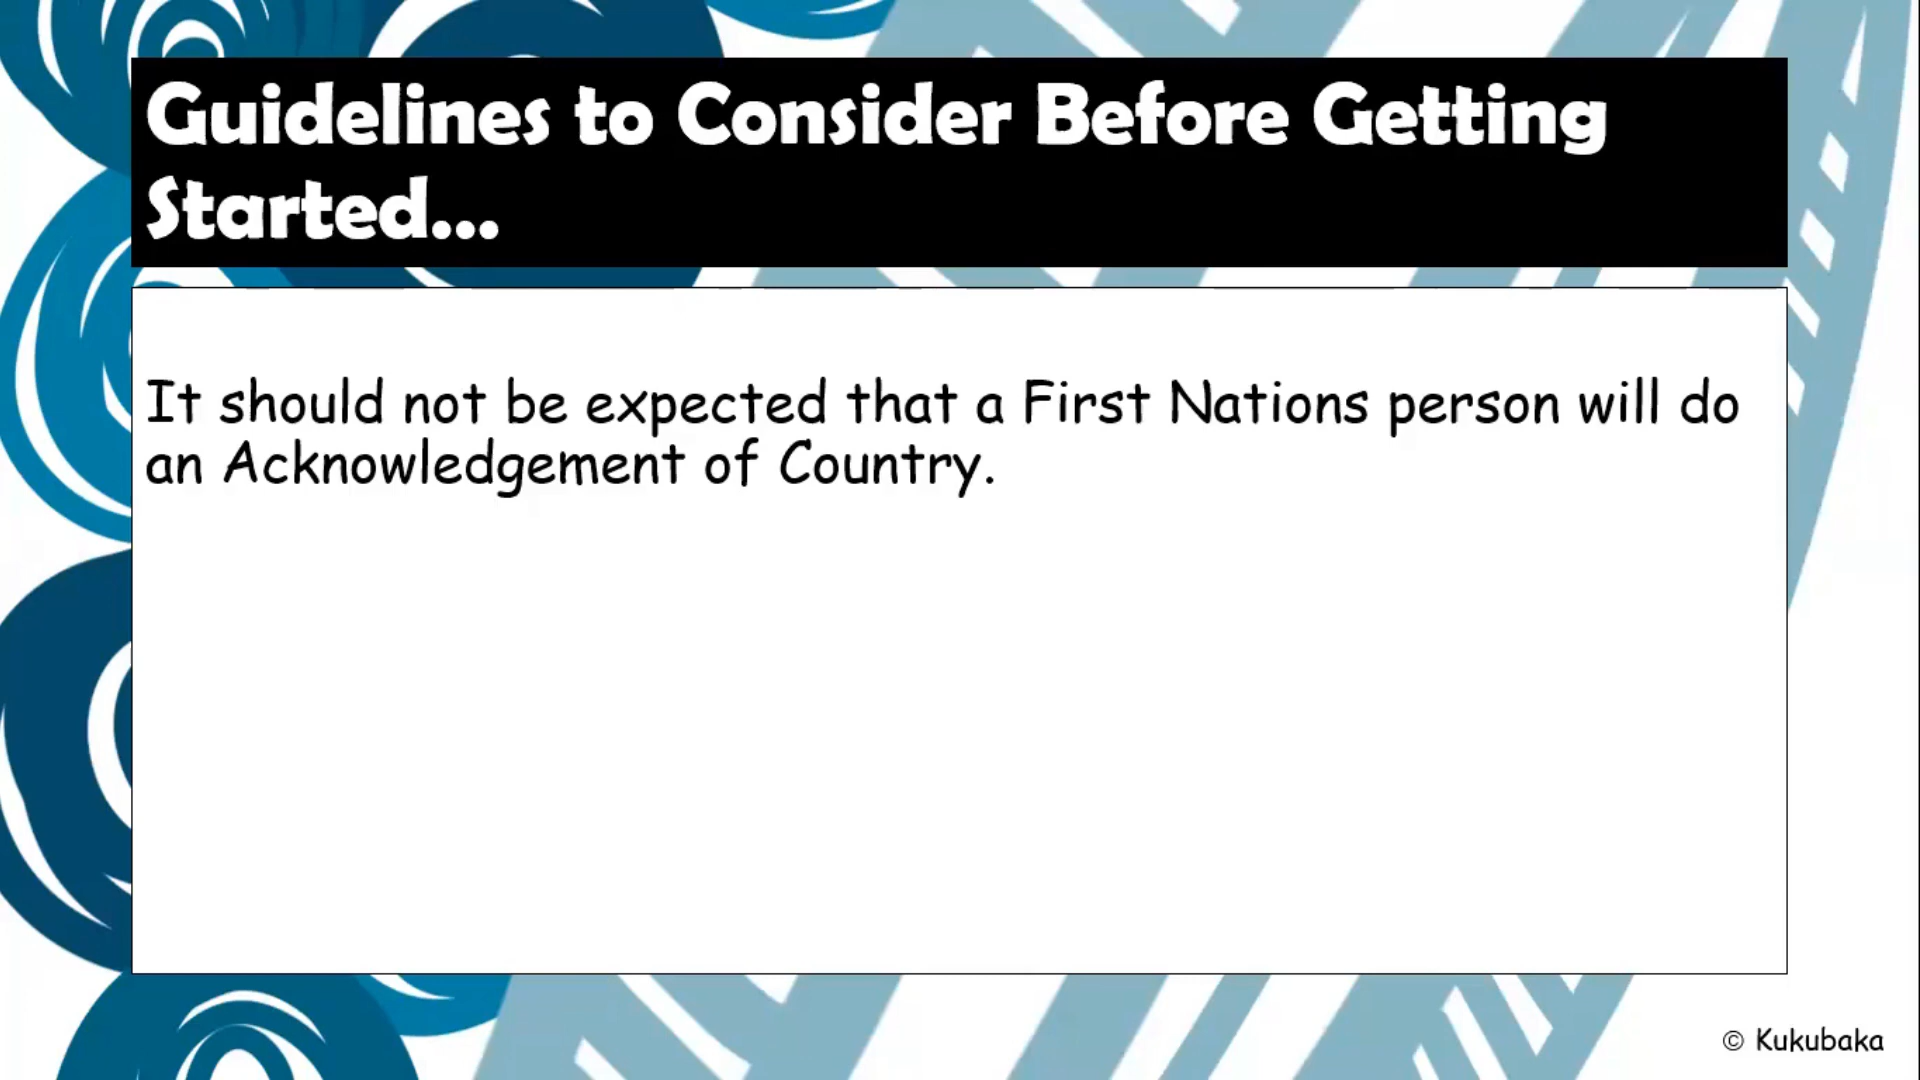 Guidelines to Consider Before Getting
Started...
It should not be expected that a First Nations person will do
an Acknowledgement of Country.
© Kukubaka